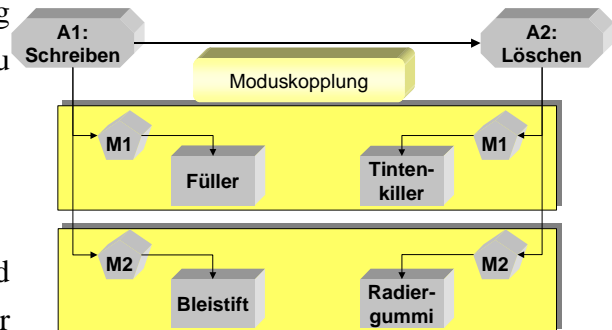 g
u
A1:
Schreiben
A2:
Löschen
Moduskopplung
M1
Füller
M1
Tinten-
killer
M2
Bleistift
M2
Radier-
gummi
d
r